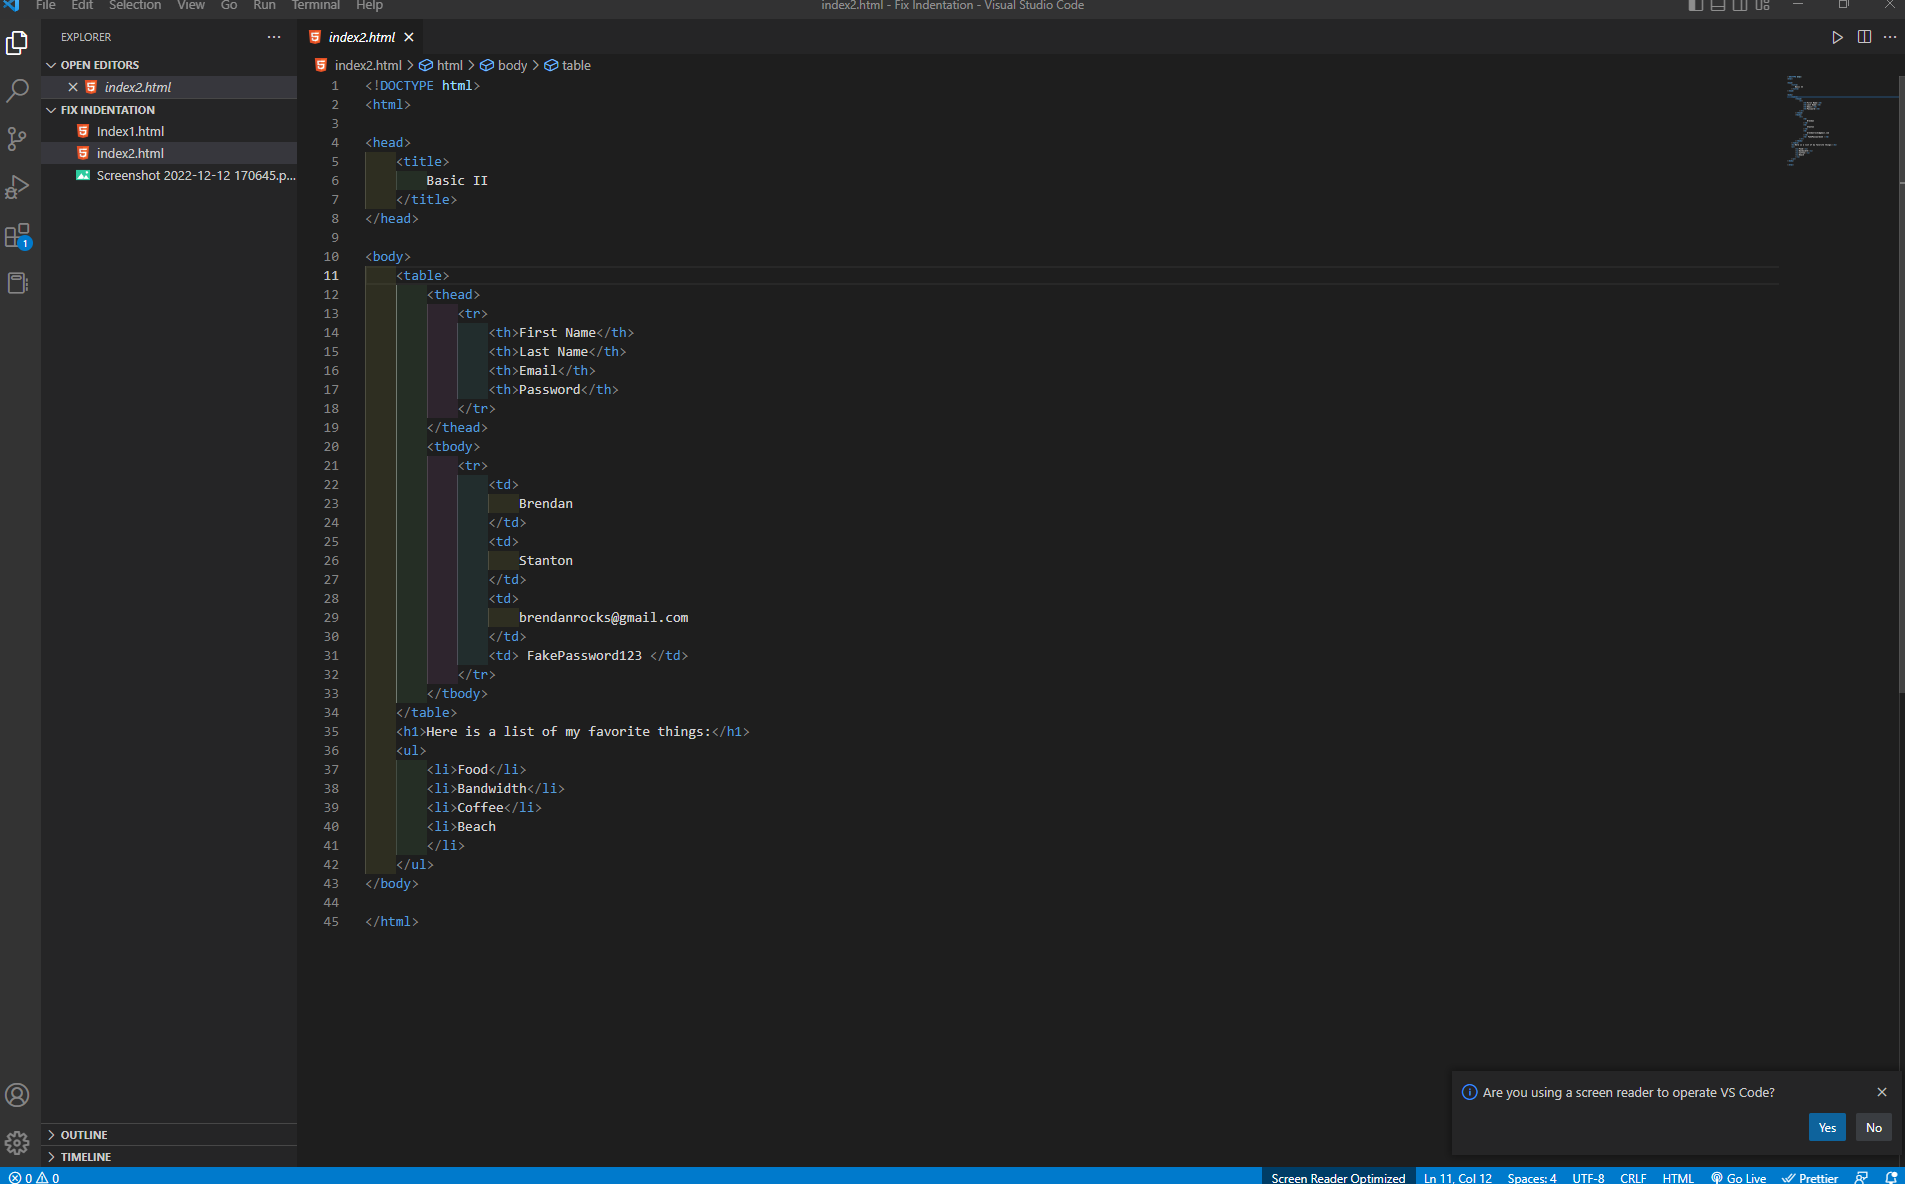 File Edit Selection View Go Run Terminal Help
index2.html - Fix Indentation - Visual Studio Code
EXPLORER
OPEN EDITORS
index2.html
FIX INDENTATION
Index1.html
index2.html
Screenshot 2022-12-12 170645.p...
OUTLINE
TIMELINE
index2.html
index2.html > html > body > table
1 <!DOCTYPE html>
2 <html>
3
4 <head>
5 <title>
6 Basic II
7 </title>
8 </head>
9
10 <body>
11 <table>
12 <thead>
13 <tr>
14 <th>First Name</th>
15 <th>Last Name</th>
16 <th>Email</th>
17 <th>Password</th>
18 </tr>
19 </thead>
20 <tbody>
21 <tr>
22 <td>
23 Brendan
24 </td>
25 <td>
26 Stanton
27 </td>
28 <td>
29 brendanrocks@gmail.com
30 </td>
31 <td> FakePassword123 </td>
32 </tr>
33 </tbody>
34 </table>
35 <h1>Here is a list of my favorite things:</h1>
36 <ul>
37 <li>Food</li>
38 <li>Bandwidth</li>
39 <li>Coffee</li>
40 <li>Beach
41 </li>
42 </ul>
43 </body>
44
45 </html>
Are you using a screen reader to operate VS Code?
Yes No
1
0 0
Screen Reader Optimized Ln 11, Col 12 Spaces: 4 UTF-8 CRLF HTML Go Live Prettier